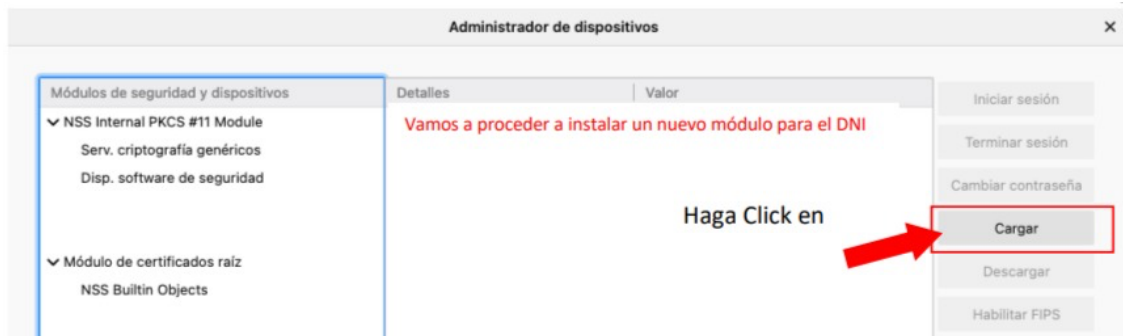 Administrador de dispositivos
Módulos de seguridad y dispositivos
Detalles
Valor
NSS Internal PKCS #11 Module
Serv. criptografía genéricos
Disp. software de seguridad
Módulo de certificados raíz
NSS Builtin Objects
Vamos a proceder a instalar un nuevo módulo para el DNI
Haga Click en
Iniciar sesión
Terminar sesión
Cambiar contraseña
Cargar
Descargar
Habilitar FIPS